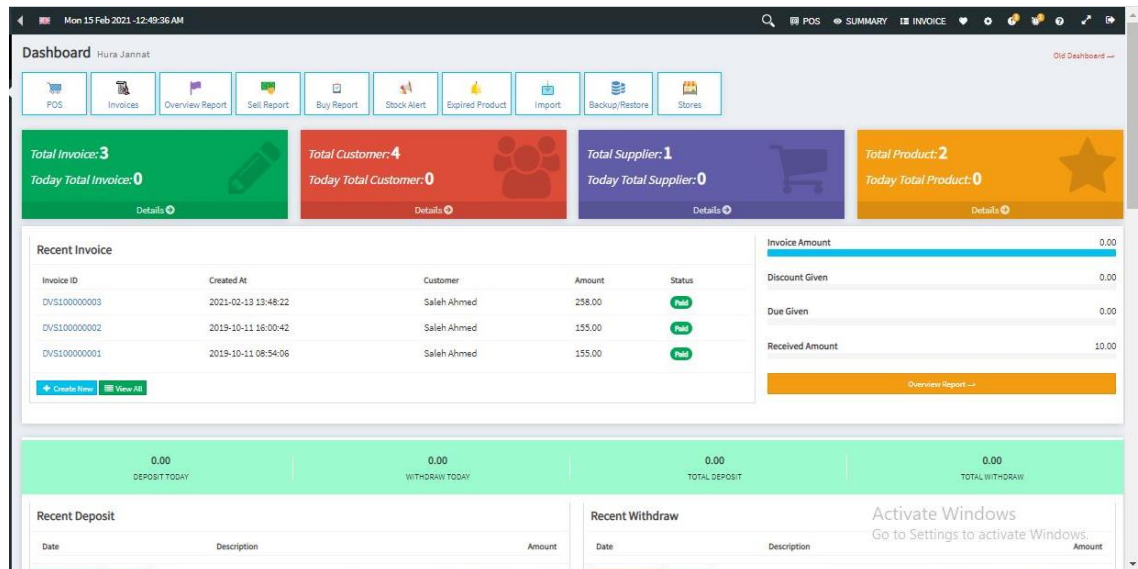 Mon 15 Feb 2021 -12:49:36 AM POS SUMMARY INVOICE
Dashboard Hura Jannat Old Dashboard →
POS Invoices Overview Report Sell Report Buy Report Stock Alert Expired Product Import Backup/Restore Stores
Total Invoice: 3 Total Customer: 4 Total Supplier: 1 Total Product: 2
Today Total Invoice: 0 Today Total Customer: 0 Today Total Supplier: 0 Today Total Product: 0
Details Details Details Details
Recent Invoice
Invoice ID Created At Customer Amount Status
DVS100000003 2021-02-13 13:48:22 Saleh Ahmed 258.00 Paid
DVS100000002 2019-10-11 16:00:42 Saleh Ahmed 155.00 Paid
DVS100000001 2019-10-11 08:54:06 Saleh Ahmed 155.00 Paid
+ Create New View All
Invoice Amount 0.00
Discount Given 0.00
Due Given 0.00
Received Amount 10.00
Overview Report →
0.00 0.00 0.00 0.00
DEPOSIT TODAY WITHDRAW TODAY TOTAL DEPOSIT TOTAL WITHDRAW
Recent Deposit
Date Description Amount
Recent Withdraw
Date Description Amount
Activate Windows
Go to Settings to activate Windows.